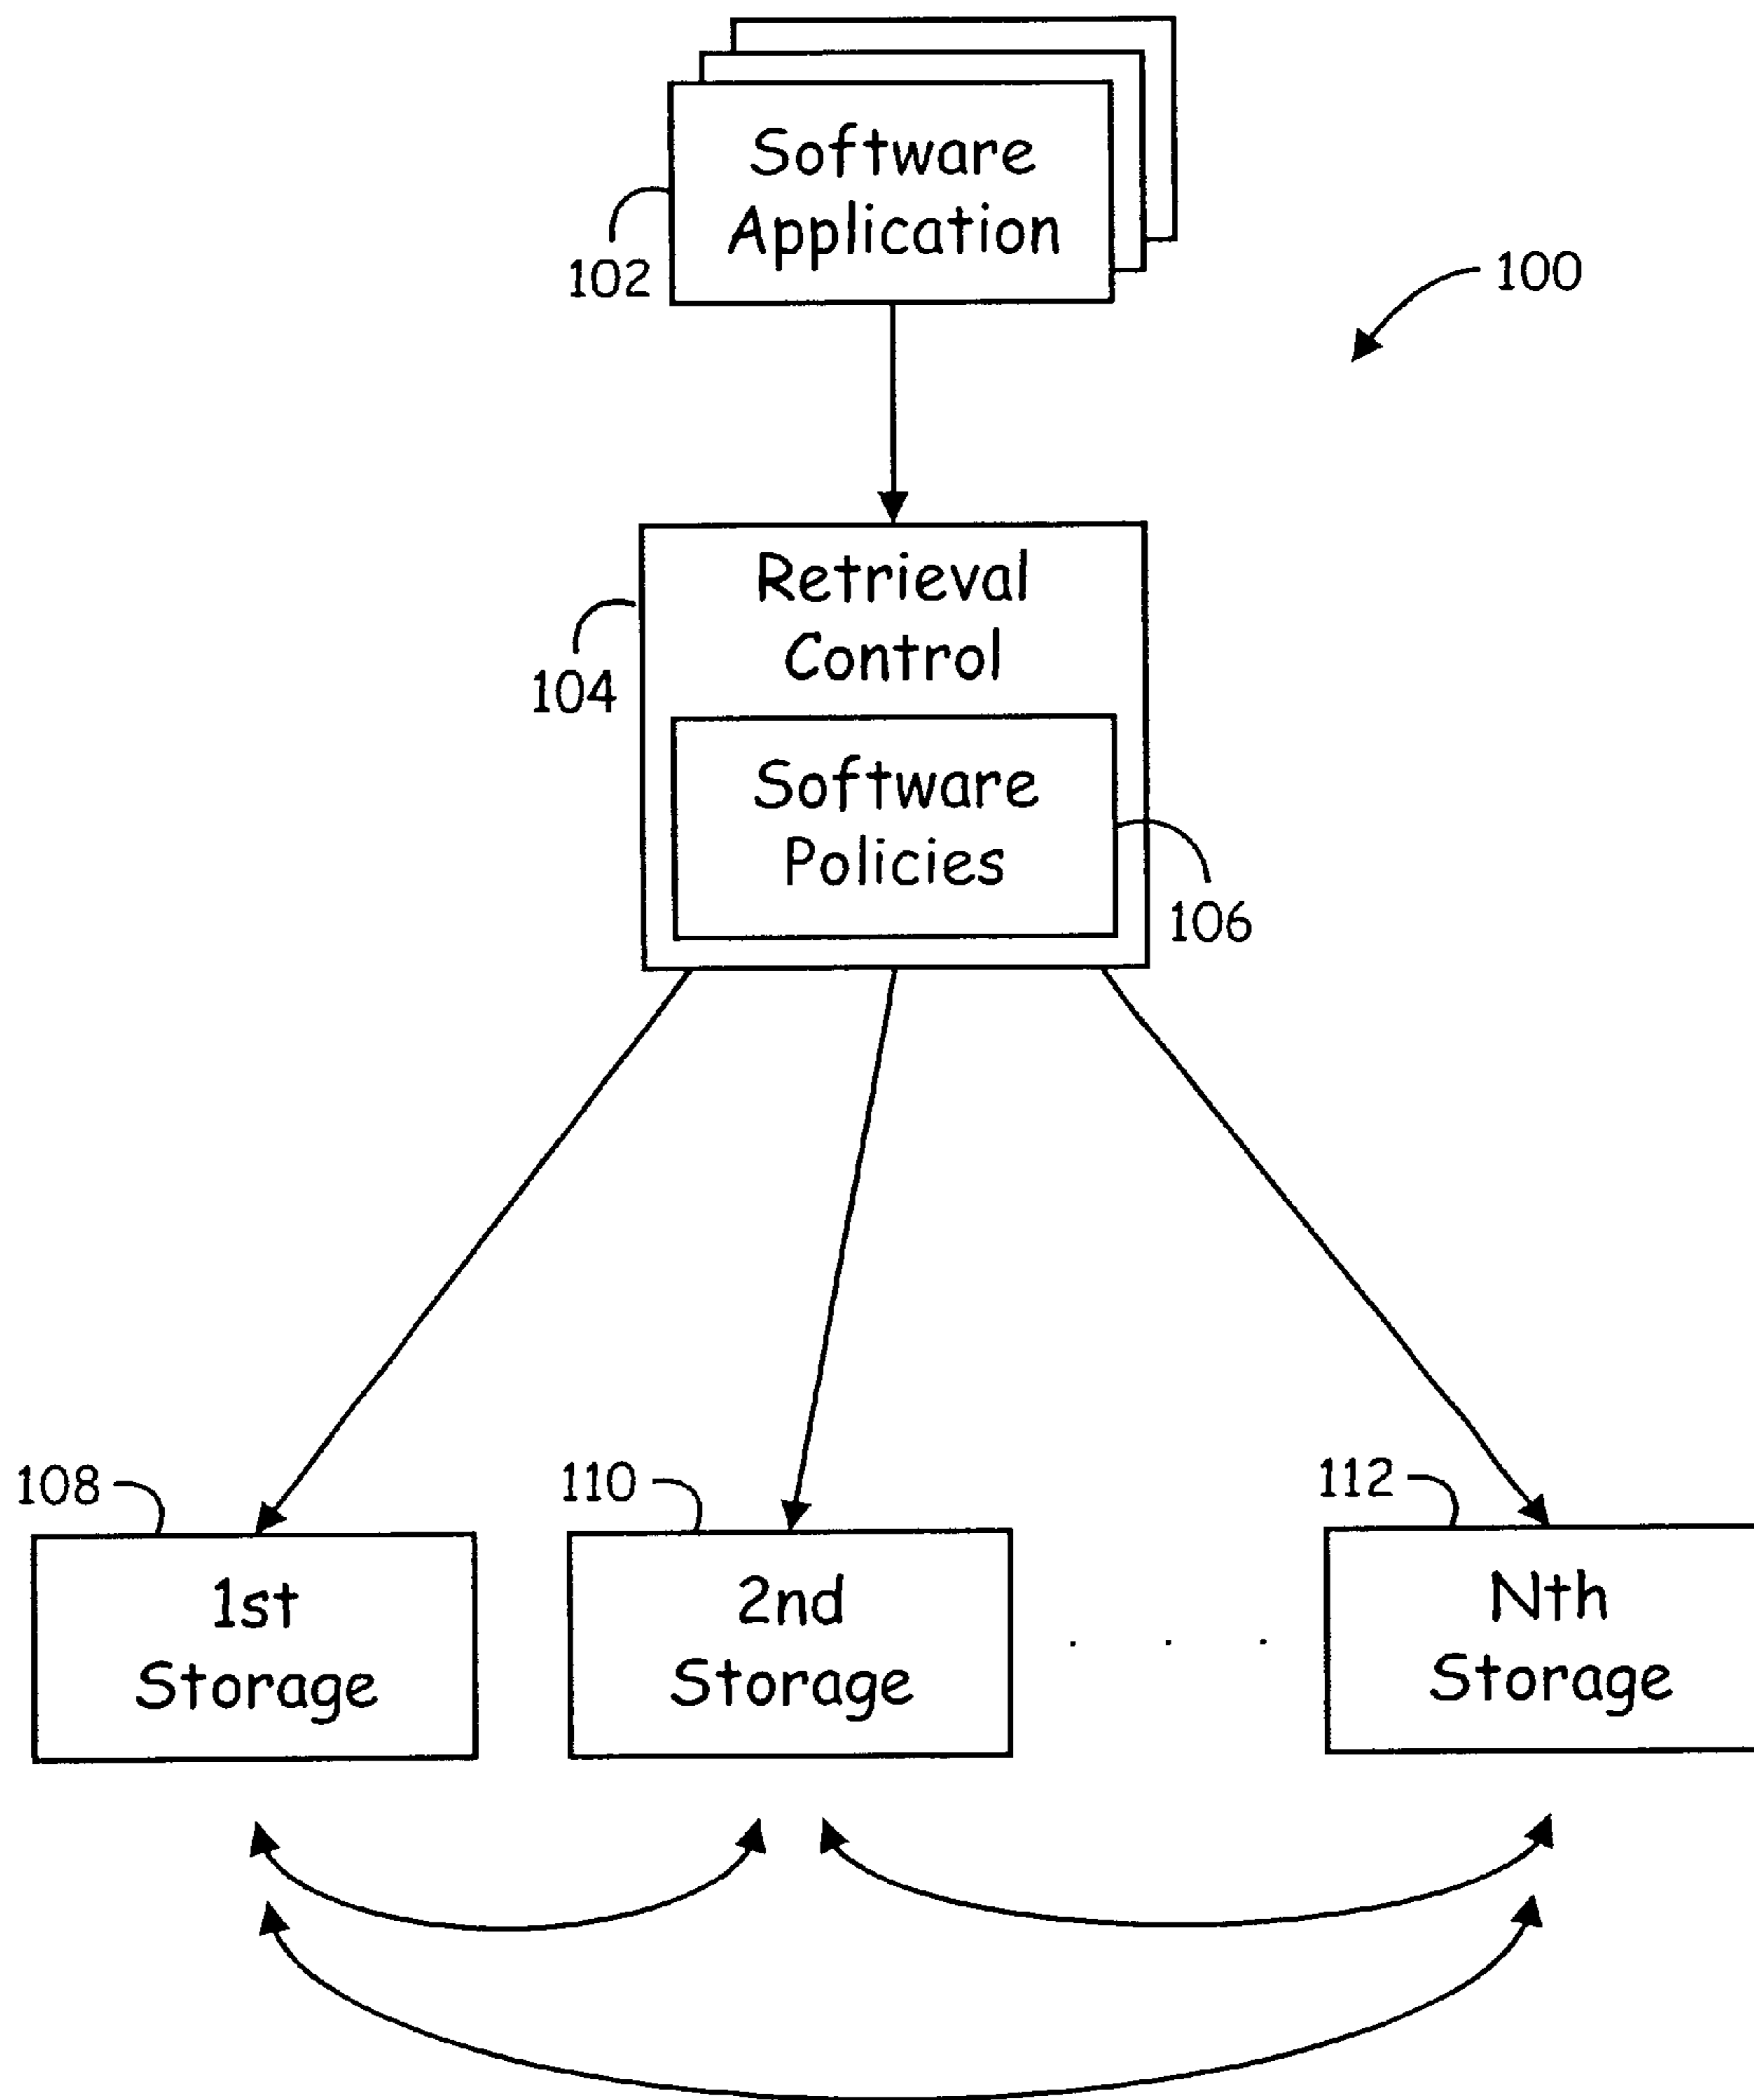 Software
Application
102
100
Retrieval
Control
104
Software
Policies
106
108
110
112
1st
Storage
2nd
Storage
. . .
Nth
Storage